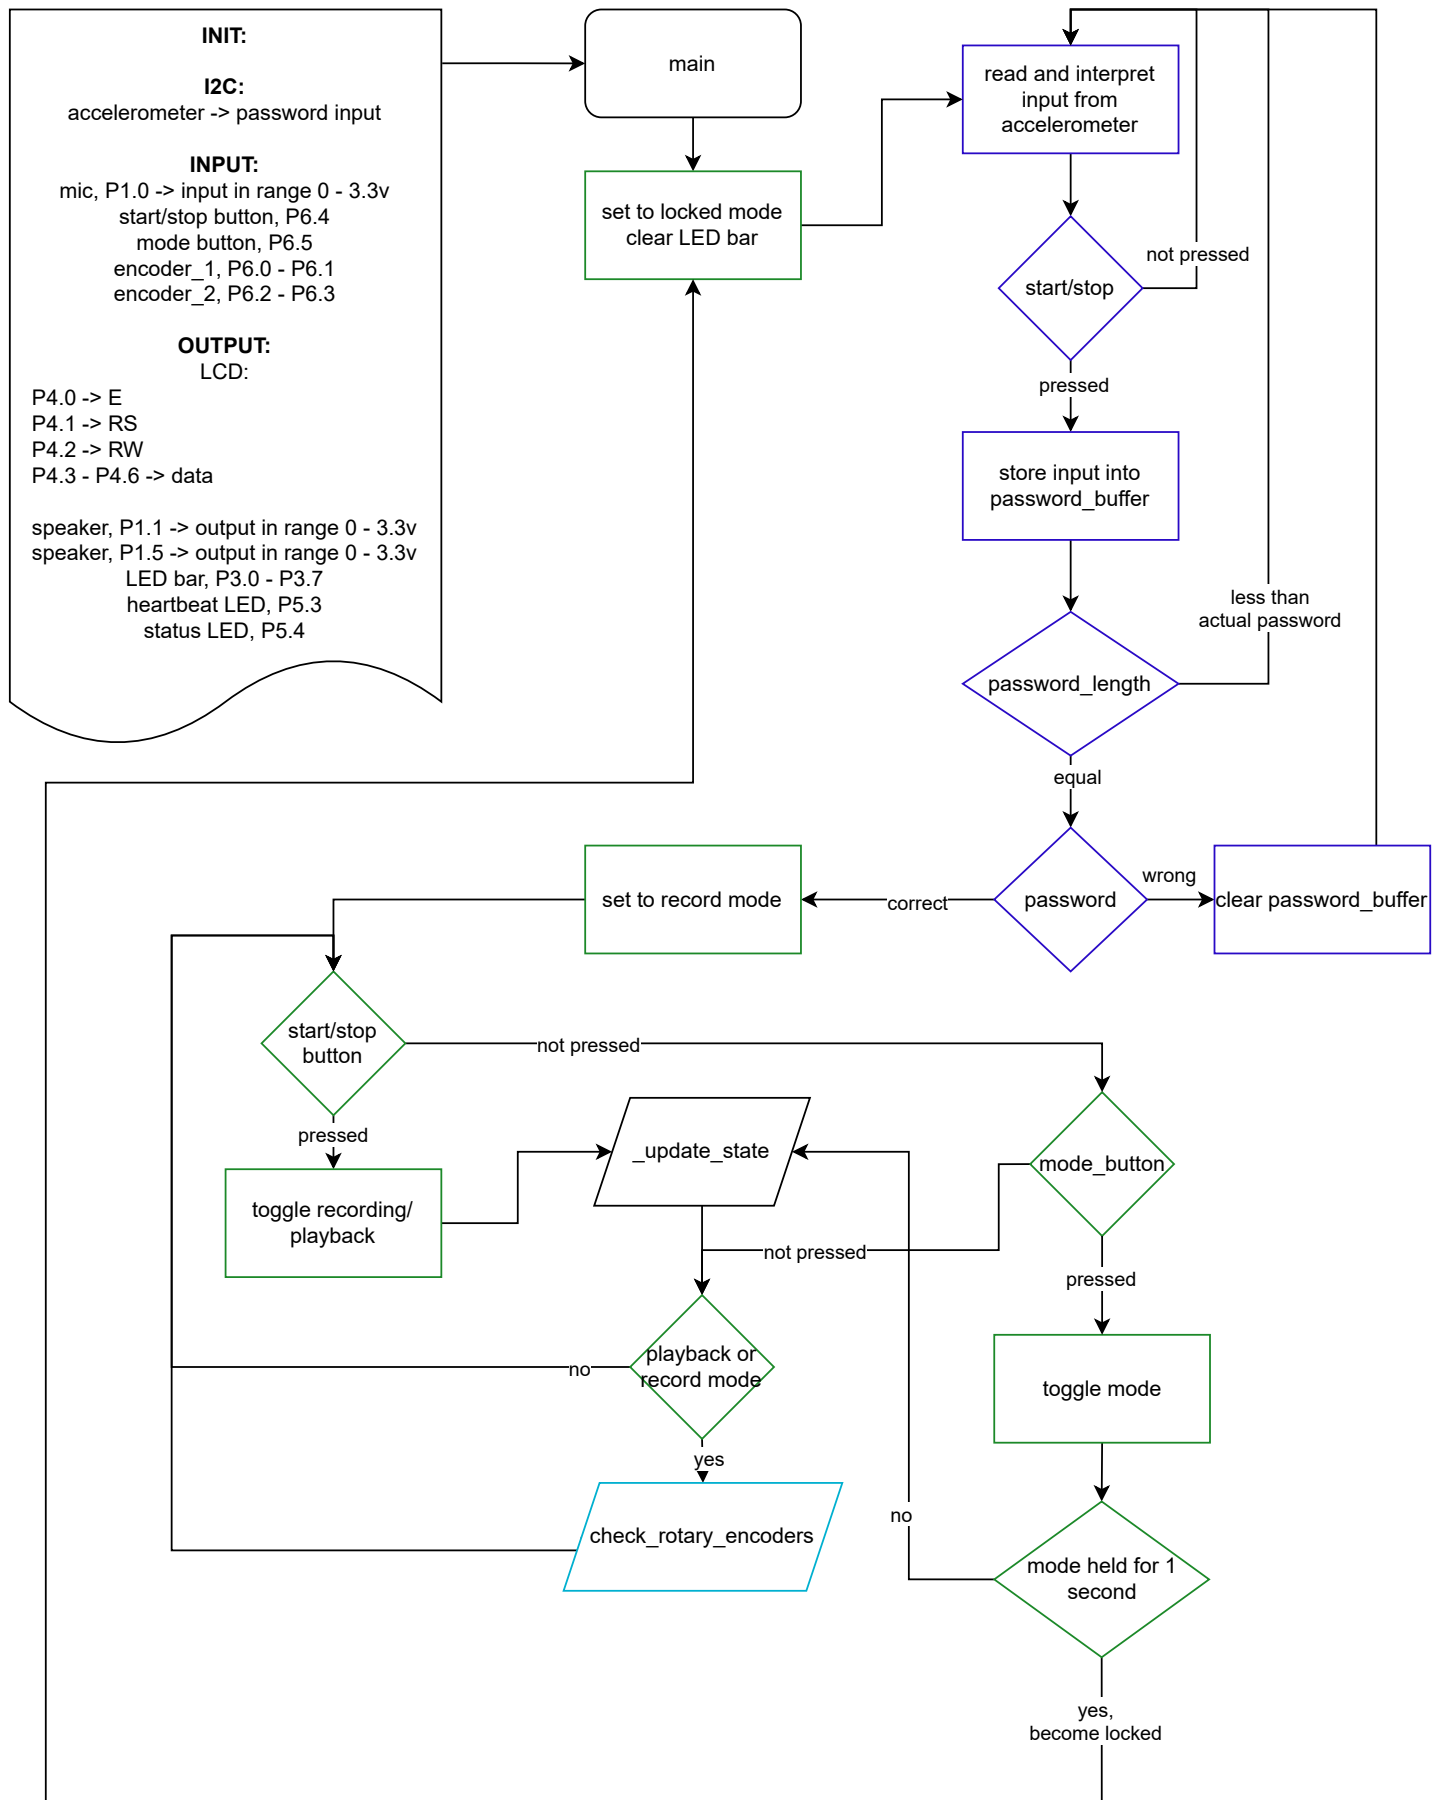 INIT:
I2C:
accelerometer -> password input
INPUT:
mic, P1.0 -> input in range 0 - 3.3v
start/stop button, P6.4
mode button, P6.5
encoder_1, P6.0 - P6.1
encoder_2, P6.2 - P6.3
OUTPUT:
LCD:
P4.0 -> E
P4.1 -> RS
P4.2 -> RW
P4.3 - P4.6 -> data
speaker, P1.1 -> output in range 0 - 3.3v
speaker, P1.5 -> output in range 0 - 3.3v
LED bar, P3.0 - P3.7
heartbeat LED, P5.3
status LED, P5.4
main
set to locked mode
clear LED bar
read and interpret
input from
accelerometer
not pressed
start/stop
pressed
store input into
password_buffer
less than
actual password
password_length
equal
password
wrong
clear password_buffer
correct
set to record mode
start/stop
button
not pressed
pressed
toggle recording/
playback
_update_state
mode_button
not pressed
pressed
playback or
record mode
no
yes
toggle mode
check_rotary_encoders
no
mode held for 1
second
yes,
become locked